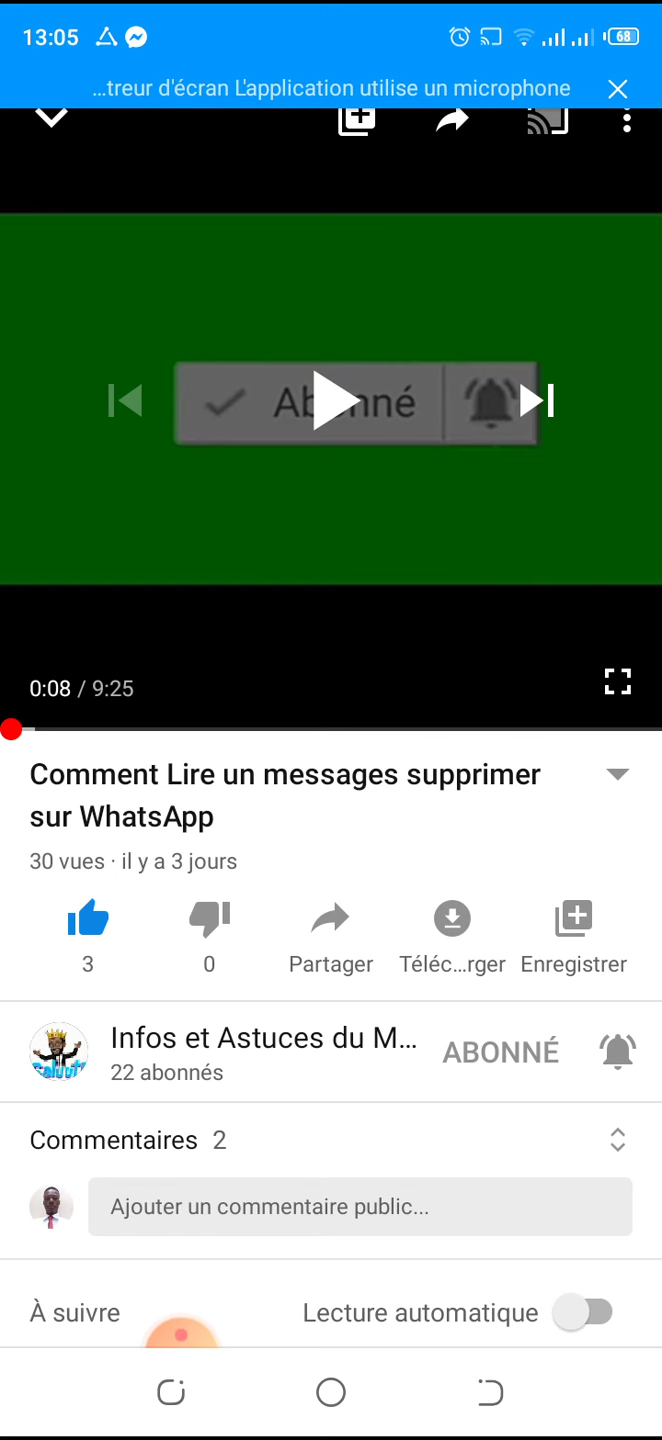 13:05
68
...treur d'écran L'application utilise un microphone
Abonné
0:08 / 9:25
Comment Lire un messages supprimer
sur WhatsApp
30 vues · il y a 3 jours
3
0
Partager
Téléc...rger
Enregistrer
Infos et Astuces du M...
ABONNÉ
22 abonnés
Commentaires 2
Ajouter un commentaire public...
À suivre
Lecture automatique